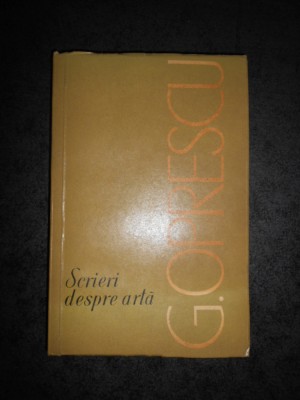 G. OPRESCU
Scrieri
despre artă